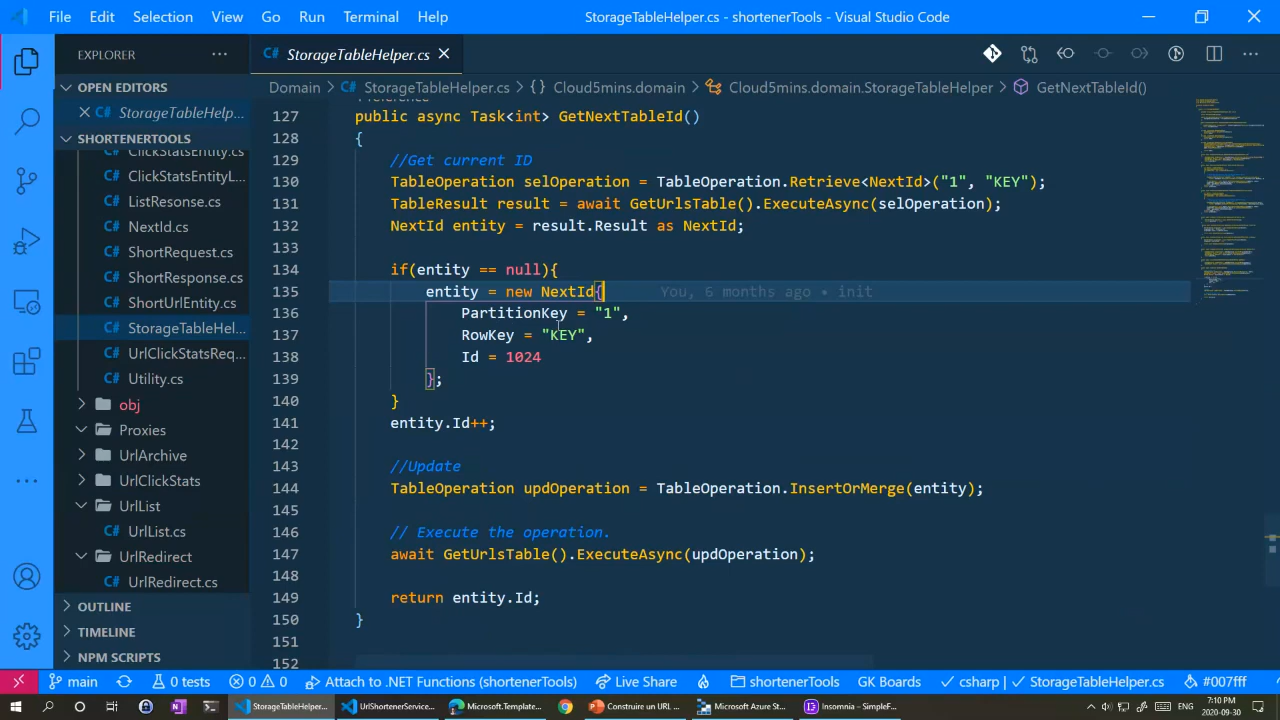 File Edit Selection View Go Run Terminal Help StorageTableHelper.cs - shortenerTools - Visual Studio Code
EXPLORER
C# StorageTableHelper.cs
OPEN EDITORS
C# StorageTableHelp...
SHORTENERTOOLS
C# ClickStatsEntity.cs
C# ClickStatsEntityL...
C# ListResonse.cs
C# NextId.cs
C# ShortRequest.cs
C# ShortResponse.cs
C# ShortUrlEntity.cs
C# StorageTableHel...
C# UrlClickStatsReq...
C# Utility.cs
obj
Proxies
UrlArchive
UrlClickStats
UrlList
C# UrlList.cs
UrlRedirect
C# UrlRedirect.cs
OUTLINE
TIMELINE
NPM SCRIPTS
Domain > C# StorageTableHelper.cs > {} Cloud5mins.domain > Cloud5mins.domain.StorageTableHelper > GetNextTableId()
127 public async Task<int> GetNextTableId()
128 {
129 //Get current ID
130 TableOperation selOperation = TableOperation.Retrieve<NextId>("1", "KEY");
131 TableResult result = await GetUrlsTable().ExecuteAsync(selOperation);
132 NextId entity = result.Result as NextId;
133
134 if(entity == null){
135 entity = new NextId{ You, 6 months ago • init
136 PartitionKey = "1",
137 RowKey = "KEY",
138 Id = 1024
139 };
140 }
141 entity.Id++;
142
143 //Update
144 TableOperation updOperation = TableOperation.InsertOrMerge(entity);
145
146 // Execute the operation.
147 await GetUrlsTable().ExecuteAsync(updOperation);
148
149 return entity.Id;
150 }
151
152
main 0 tests 0 0 Attach to .NET Functions (shortenerTools) Live Share shortenerTools GK Boards csharp | StorageTableHelper.cs #007fff
StorageTableHelpe... UrlShortenerService... Microsoft.Template... Construire un URL ... Microsoft Azure Sto... Insomnia – Simple...
7:10 PM
2020-09-30